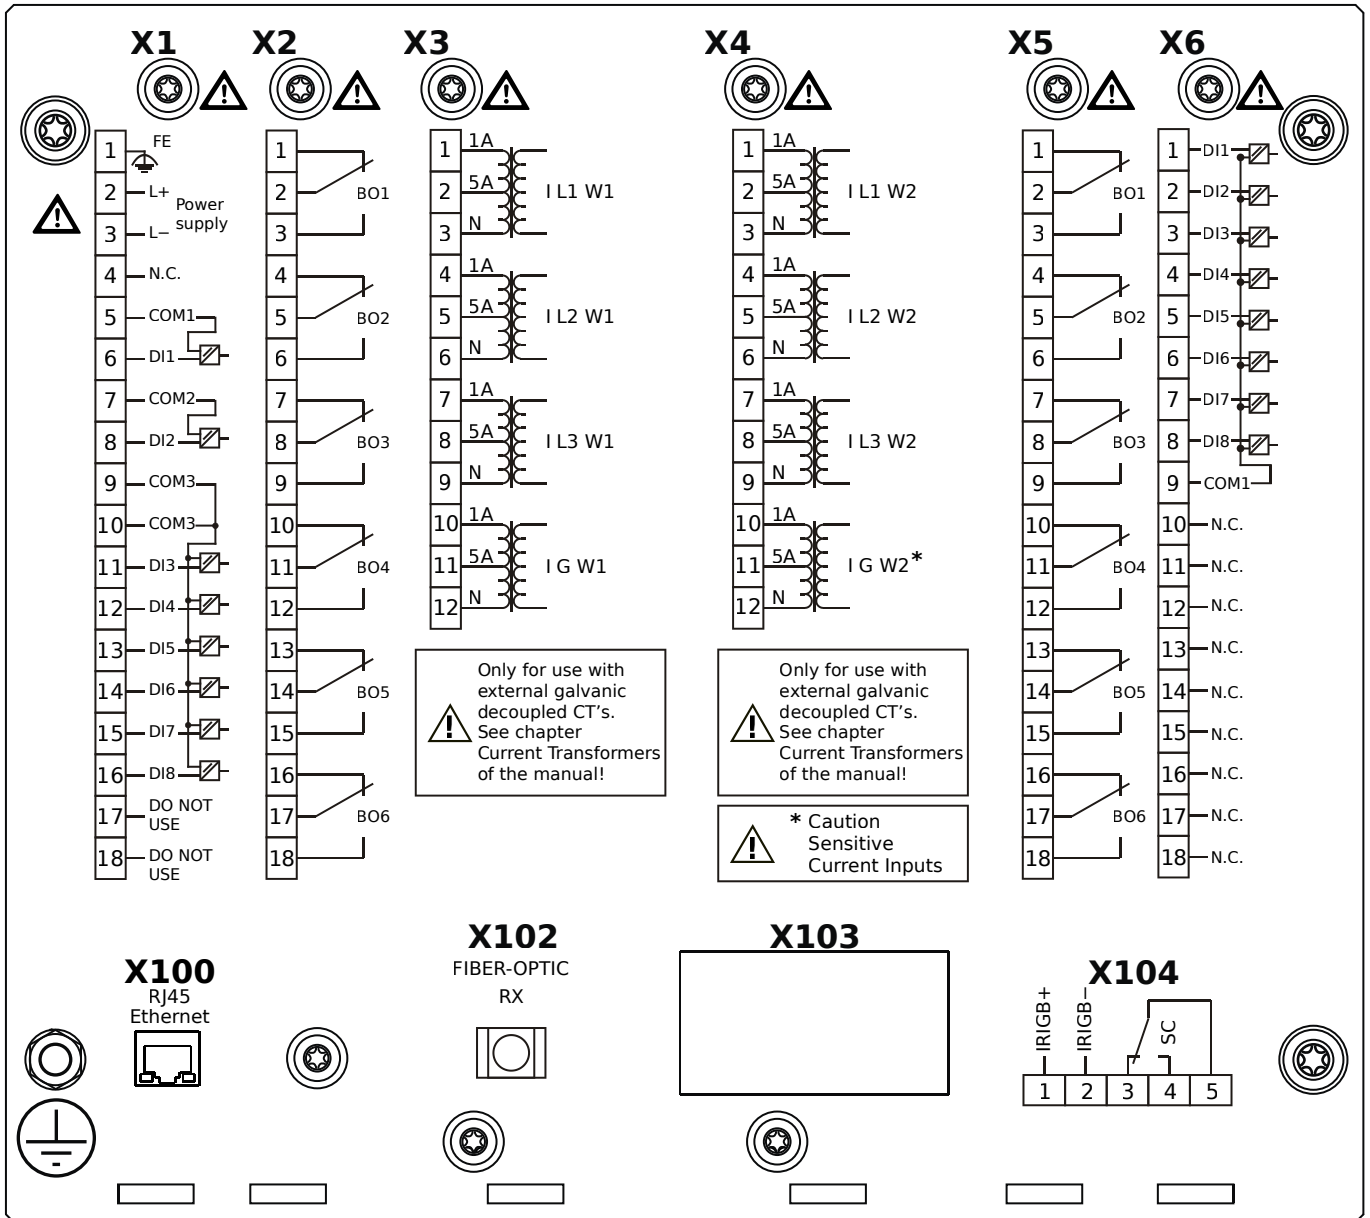 X1
X2
X3
X4
X5
X6
1
FE
2
L+
Power
supply
3
L−
4
N.C.
5
COM1
6
DI1
7
COM2
8
DI2
9
COM3
10
COM3
11
DI3
12
DI4
13
DI5
14
DI6
15
DI7
16
DI8
17
DO NOT
USE
18
DO NOT
USE
1
2
BO1
3
4
5
BO2
6
7
8
BO3
9
10
11
BO4
12
13
14
BO5
15
16
17
BO6
18
1
1A
2
5A
I L1 W1
3
N
4
1A
5
5A
I L2 W1
6
N
7
1A
8
5A
I L3 W1
9
N
10
1A
11
5A
I G W1
12
N
Only for use with
external galvanic
decoupled CT's.
See chapter
Current Transformers
of the manual!
1
1A
2
5A
I L1 W2
3
N
4
1A
5
5A
I L2 W2
6
N
7
1A
8
5A
I L3 W2
9
N
10
1A
11
5A
I G W2*
12
N
Only for use with
external galvanic
decoupled CT's.
See chapter
Current Transformers
of the manual!
* Caution
Sensitive
Current Inputs
1
2
BO1
3
4
5
BO2
6
7
8
BO3
9
10
11
BO4
12
13
14
BO5
15
16
17
BO6
18
1
DI1
2
DI2
3
DI3
4
DI4
5
DI5
6
DI6
7
DI7
8
DI8
9
COM1
10
N.C.
11
N.C.
12
N.C.
13
N.C.
14
N.C.
15
N.C.
16
N.C.
17
N.C.
18
N.C.
X100
RJ45
Ethernet
X102
FIBER-OPTIC
RX
X103
X104
IRIGB+
IRIGB−
SC
1
2
3
4
5